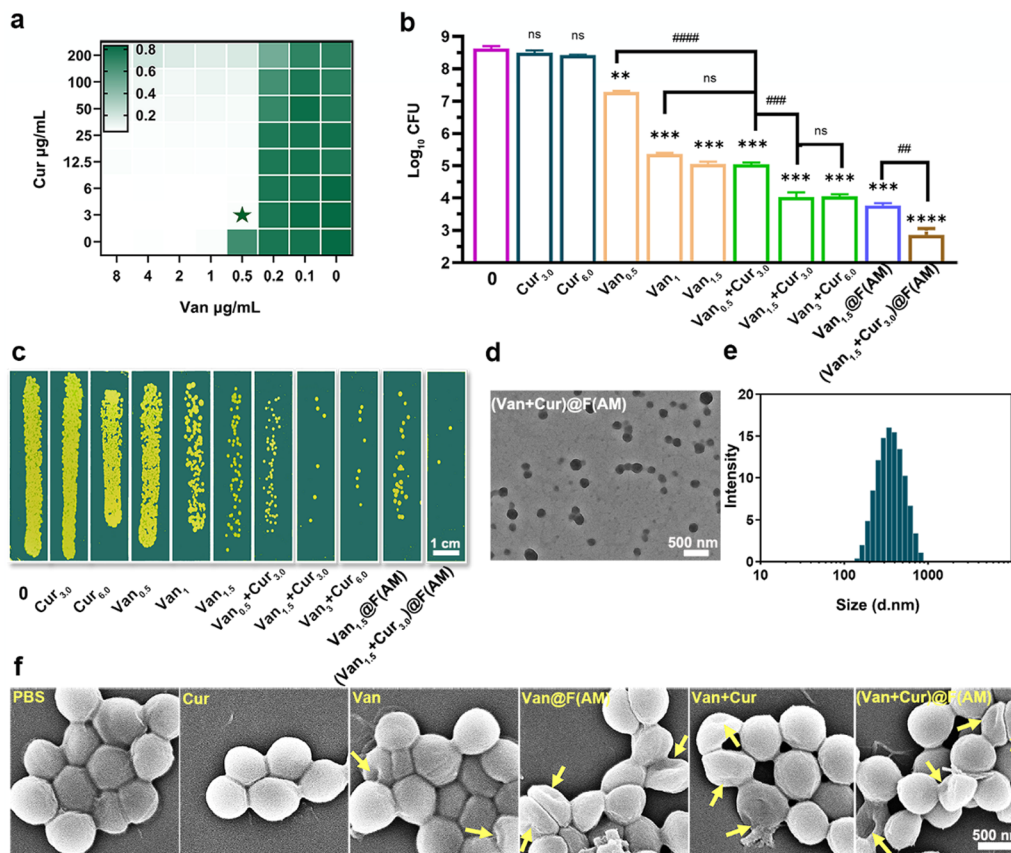 a
Cur µg/mL
200
100
50
25
12.5
6
3
0
0.8
0.6
0.4
0.2
8 4 2 1 0.5 0.2 0.1 0
Van µg/mL
b
Log10 CFU
9
8
7
6
5
4
3
2
ns ns ** *** *** *** *** *** *** ****
####
ns
###
ns
##
0
Cur3.0
Cur6.0
Van0.5
Van1
Van1.5
Van0.5+Cur3.0
Van1.5+Cur3.0
Van3+Cur6.0
Van1.5@F(AM)
(Van1.5+Cur3.0)@F(AM)
c
1 cm
0
Cur3.0
Cur6.0
Van0.5
Van1
Van1.5
Van0.5+Cur3.0
Van1.5+Cur3.0
Van3+Cur6.0
Van1.5@F(AM)
(Van1.5+Cur3.0)@F(AM)
d
(Van+Cur)@F(AM)
500 nm
e
Intensity
20
15
10
5
0
10 100 1000
Size (d.nm)
f
PBS
Cur
Van
Van@F(AM)
Van+Cur
(Van+Cur)@F(AM)
500 nm